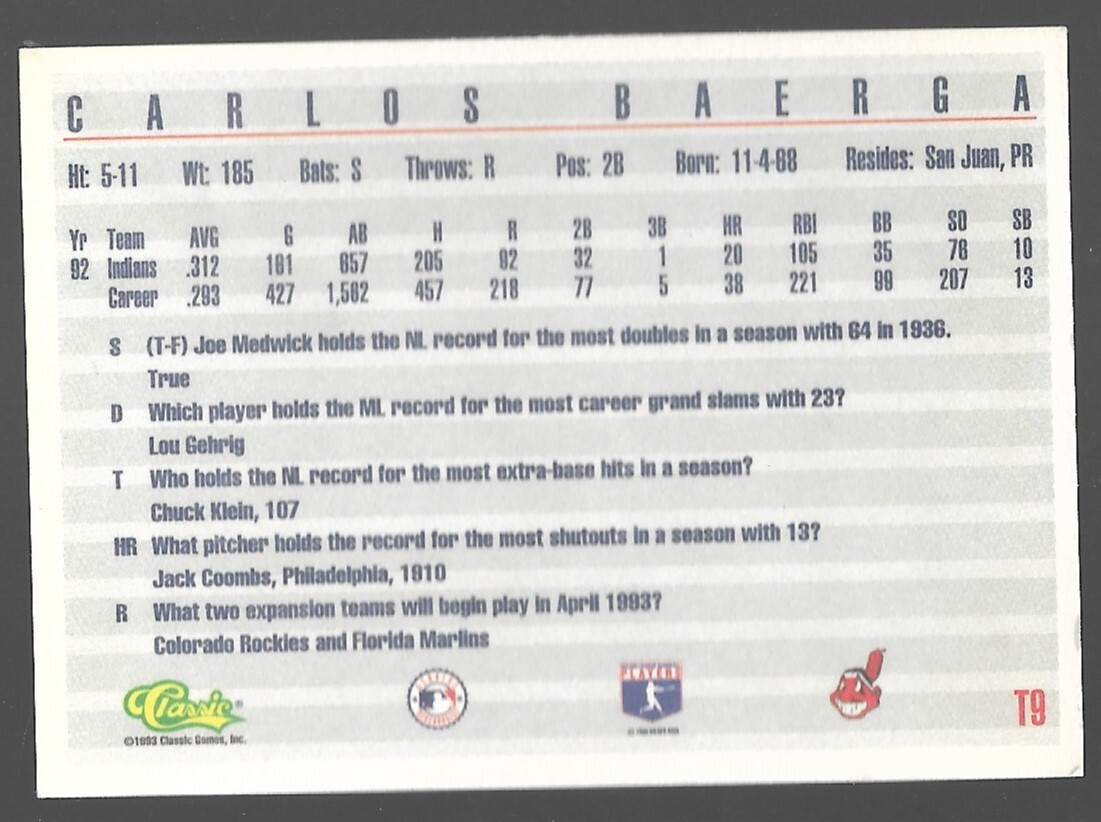 CARLOS BAERGA
Ht: 5-11 Wt: 185 Bats: S Throws: R Pos: 2B Born: 11-4-68 Resides: San Juan, PR
Yr Team AVG G AB H R 2B 3B HR RBI BB SO SB
92 Indians .312 161 657 205 92 32 1 20 105 35 76 10
Career .293 427 1,562 457 218 77 5 38 221 99 207 13
S (T-F) Joe Medwick holds the NL record for the most doubles in a season with 64 in 1936.
True
D Which player holds the ML record for the most career grand slams with 23?
Lou Gehrig
T Who holds the NL record for the most extra-base hits in a season?
Chuck Klein, 107
HR What pitcher holds the record for the most shutouts in a season with 13?
Jack Coombs, Philadelphia, 1910
R What two expansion teams will begin play in April 1993?
Colorado Rockies and Florida Marlins
Classic®
©1993 Classic Games, Inc.
PLAYERS
T9